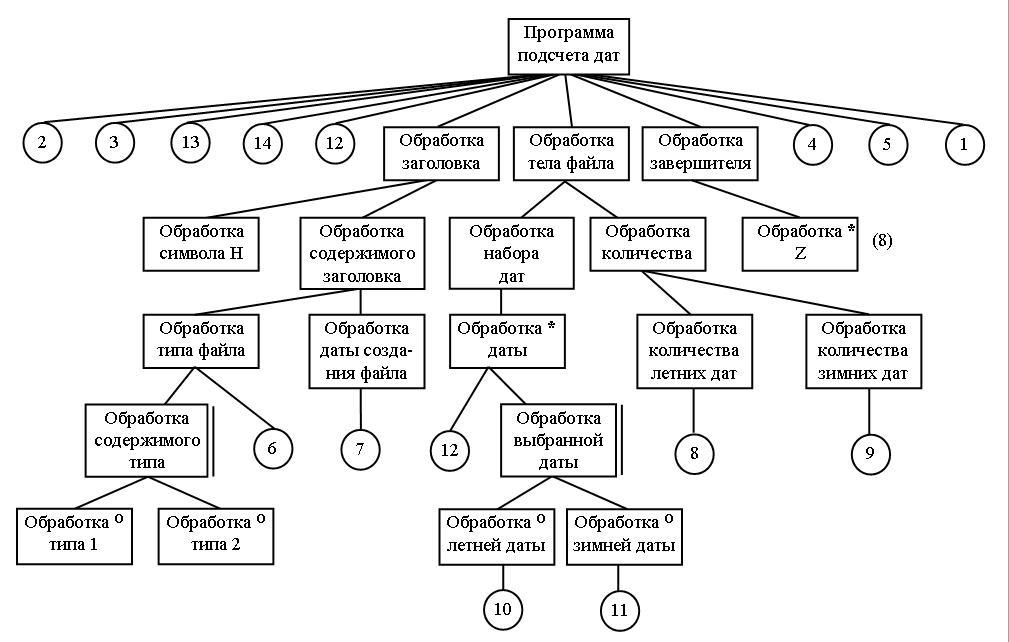 Программа
подсчета дат
2
3
13
14
12
Обработка
заголовка
Обработка
тела файла
Обработка
завершителя
4
5
1
Обработка
символа Н
Обработка
содержимого
заголовка
Обработка
набора
дат
Обработка
количества
Обработка *
Z
(8)
Обработка
типа файла
Обработка
даты созда-
ния файла
Обработка *
даты
Обработка
количества
летних дат
Обработка
количества
зимних дат
Обработка
содержимого
типа
6
7
12
Обработка
выбранной
даты
8
9
Обработка О
типа 1
Обработка О
типа 2
Обработка О
летней даты
Обработка О
зимней даты
10
11